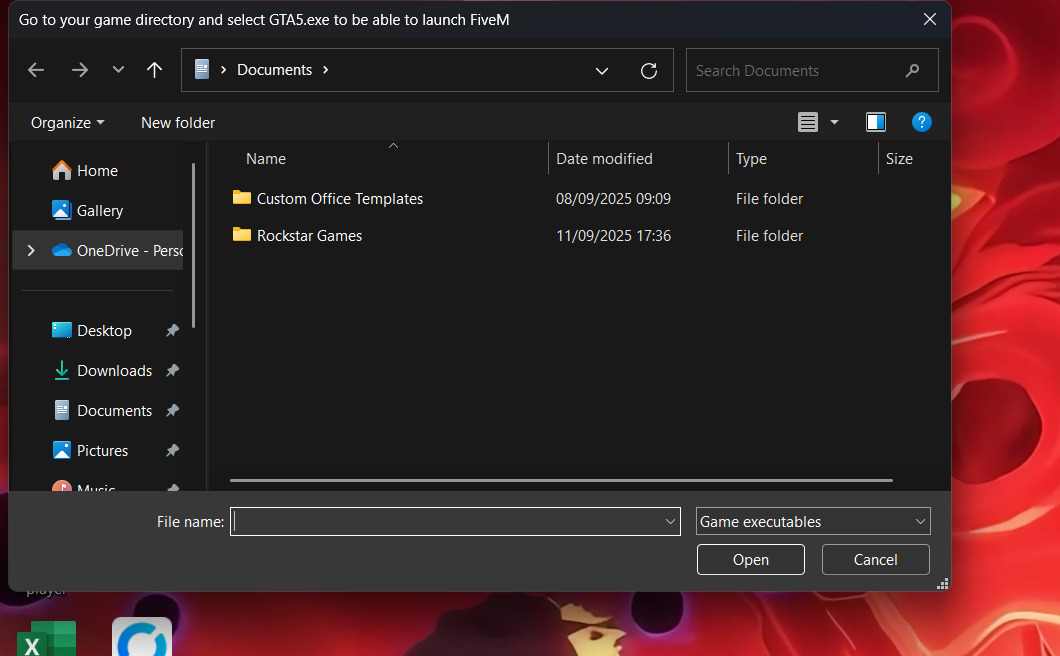 Go to your game directory and select GTA5.exe to be able to launch FiveM
Documents
Search Documents
Organize
New folder
?
Name
Date modified
Type
Size
Home
Gallery
OneDrive - Perso
Desktop
Downloads
Documents
Pictures
Music
Custom Office Templates 08/09/2025 09:09 File folder
Rockstar Games 11/09/2025 17:36 File folder
File name:
Game executables
Open
Cancel
player
X